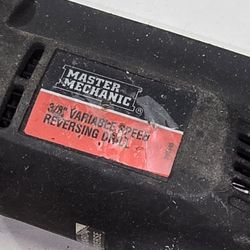 MASTER
MECHANIC®
3/8" VARIABLE SPEED
REVERSING DRILL